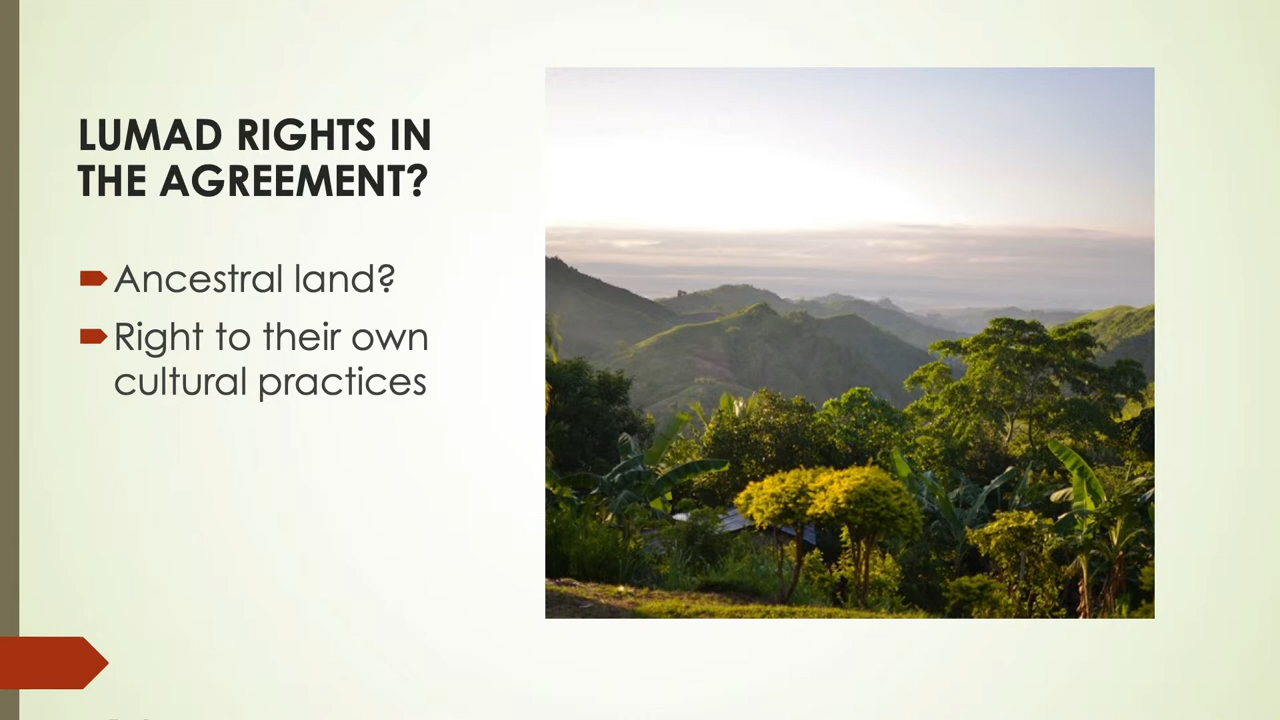 LUMAD RIGHTS IN
THE AGREEMENT?
Ancestral land?
Right to their own
cultural practices